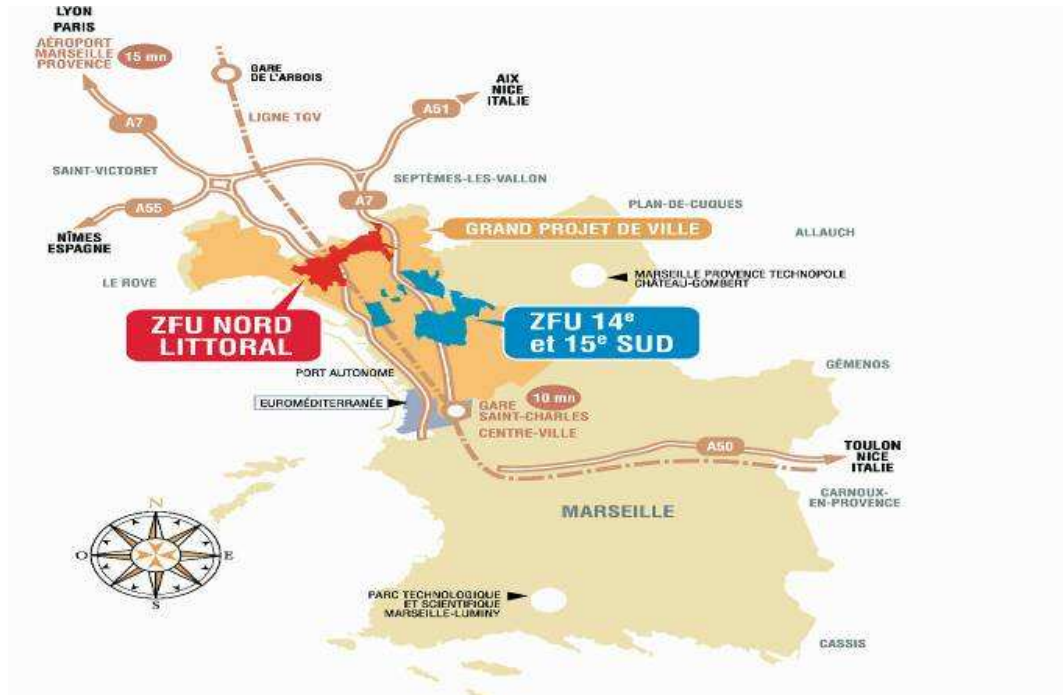 LYON
PARIS
AÉROPORT
MARSEILLE
PROVENCE
15 mn
GARE
DE L'ARBOIS
AIX
NICE
ITALIE
A51
A7
LIGNE TGV
SAINT-VICTORET
SEPTÈMES-LES-VALLON
A7
A55
PLAN-DE-CUQUES
NÎMES
ESPAGNE
GRAND PROJET DE VILLE
ALLAUCH
LE ROVE
MARSEILLE PROVENCE TECHNOPOLE
CHÂTEAU-GOMBERT
ZFU NORD
LITTORAL
ZFU 14e
et 15e SUD
PORT AUTONOME
GÉMENOS
EUROMÉDITERRANÉE
10 mn
GARE
SAINT-CHARLES
CENTRE-VILLE
A50
TOULON
NICE
ITALIE
CARNOUX-
EN-PROVENCE
MARSEILLE
N
O
E
S
PARC TECHNOLOGIQUE
ET SCIENTIFIQUE
MARSEILLE-LUMINY
CASSIS